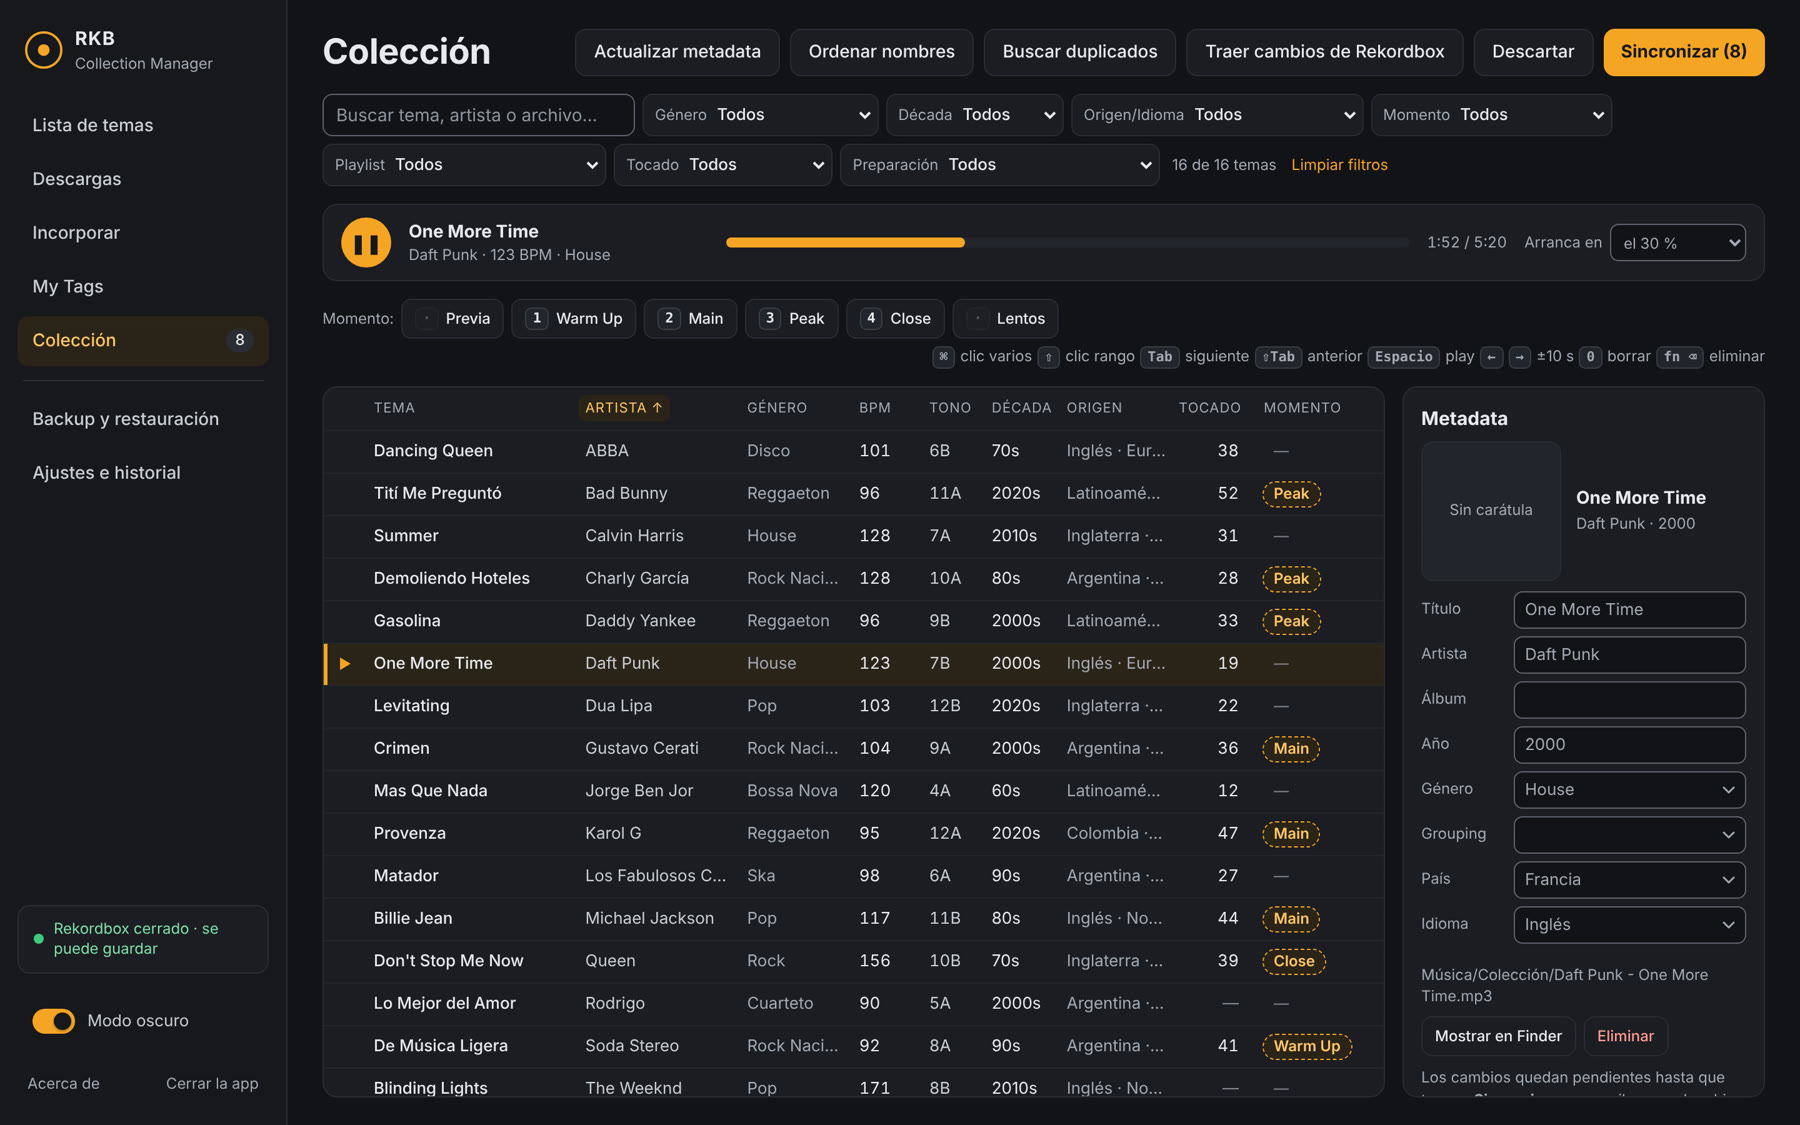 RKB
Collection Manager
Lista de temas
Descargas
Incorporar
My Tags
Colección 8
Backup y restauración
Ajustes e historial
Rekordbox cerrado · se
puede guardar
Modo oscuro
Acerca de Cerrar la app
Colección Actualizar metadata Ordenar nombres Buscar duplicados Traer cambios de Rekordbox Descartar Sincronizar (8)
Buscar tema, artista o archivo... Género Todos Década Todos Origen/Idioma Todos Momento Todos
Playlist Todos Tocado Todos Preparación Todos 16 de 16 temas Limpiar filtros
One More Time
Daft Punk · 123 BPM · House
1:52 / 5:20 Arranca en el 30 %
Momento: · Previa 1 Warm Up 2 Main 3 Peak 4 Close · Lentos
⌘ clic varios ⇧ clic rango Tab siguiente ⇧Tab anterior Espacio play ← → ±10 s 0 borrar fn ⌫ eliminar
TEMA ARTISTA ↑ GÉNERO BPM TONO DÉCADA ORIGEN TOCADO MOMENTO
Dancing Queen ABBA Disco 101 6B 70s Inglés · Eur... 38 —
Tití Me Preguntó Bad Bunny Reggaeton 96 11A 2020s Latinoamé... 52 Peak
Summer Calvin Harris House 128 7A 2010s Inglaterra ·... 31 —
Demoliendo Hoteles Charly García Rock Naci... 128 10A 80s Argentina ·... 28 Peak
Gasolina Daddy Yankee Reggaeton 96 9B 2000s Latinoamé... 33 Peak
One More Time Daft Punk House 123 7B 2000s Inglés · Eur... 19 —
Levitating Dua Lipa Pop 103 12B 2020s Inglaterra ·... 22 —
Crimen Gustavo Cerati Rock Naci... 104 9A 2000s Argentina ·... 36 Main
Mas Que Nada Jorge Ben Jor Bossa Nova 120 4A 60s Latinoamé... 12 —
Provenza Karol G Reggaeton 95 12A 2020s Colombia ·... 47 Main
Matador Los Fabulosos C... Ska 98 6A 90s Argentina ·... 27 —
Billie Jean Michael Jackson Pop 117 11B 80s Inglés · No... 44 Main
Don't Stop Me Now Queen Rock 156 10B 70s Inglaterra ·... 39 Close
Lo Mejor del Amor Rodrigo Cuarteto 90 5A 2000s Argentina ·... — —
De Música Ligera Soda Stereo Rock Naci... 92 8A 90s Argentina ·... 41 Warm Up
Blinding Lights The Weeknd Pop 171 8B 2010s Inglés · No... — —
Metadata
Sin carátula
One More Time
Daft Punk · 2000
Título One More Time
Artista Daft Punk
Álbum
Año 2000
Género House
Grouping
País Francia
Idioma Inglés
Música/Colección/Daft Punk - One More
Time.mp3
Mostrar en Finder Eliminar
Los cambios quedan pendientes hasta que